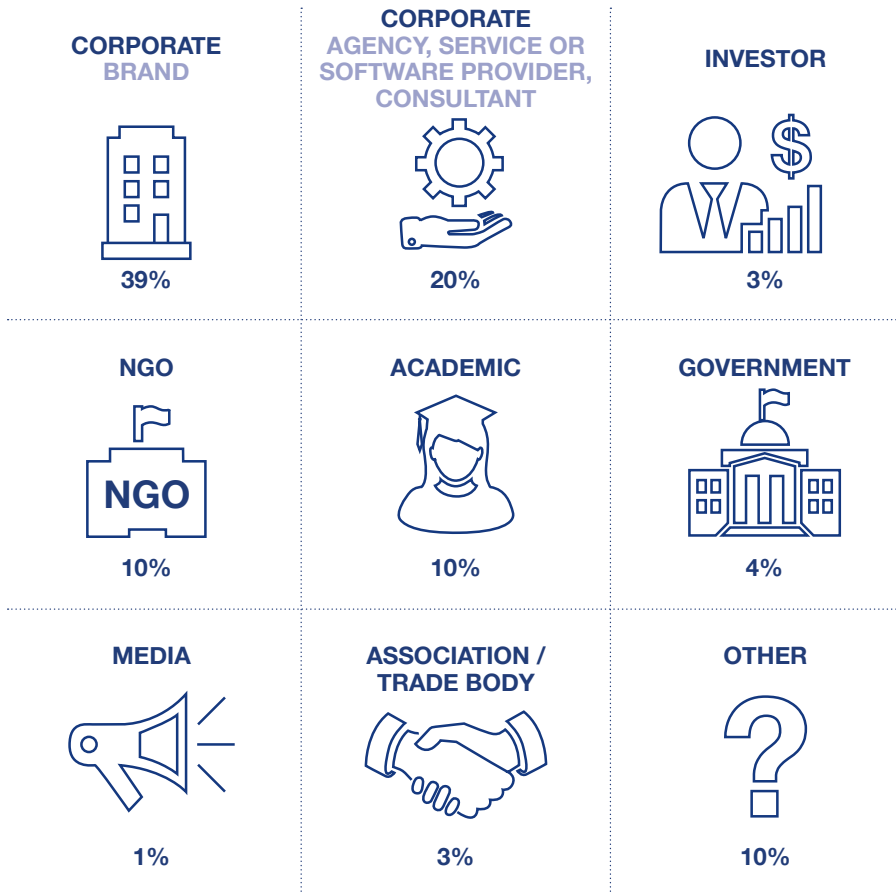 CORPORATE
BRAND
39%
CORPORATE
AGENCY, SERVICE OR
SOFTWARE PROVIDER,
CONSULTANT
20%
INVESTOR
$
3%
NGO
NGO
10%
ACADEMIC
10%
GOVERNMENT
4%
MEDIA
1%
ASSOCIATION /
TRADE BODY
3%
OTHER
?
10%